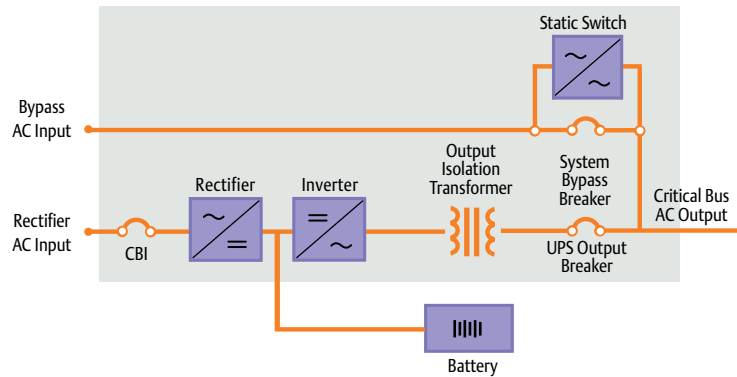 Static Switch
Bypass
AC Input
Output
Isolation
Transformer
System
Bypass
Breaker
Rectifier
Inverter
Critical Bus
AC Output
Rectifier
AC Input
CBI
UPS Output
Breaker
Battery